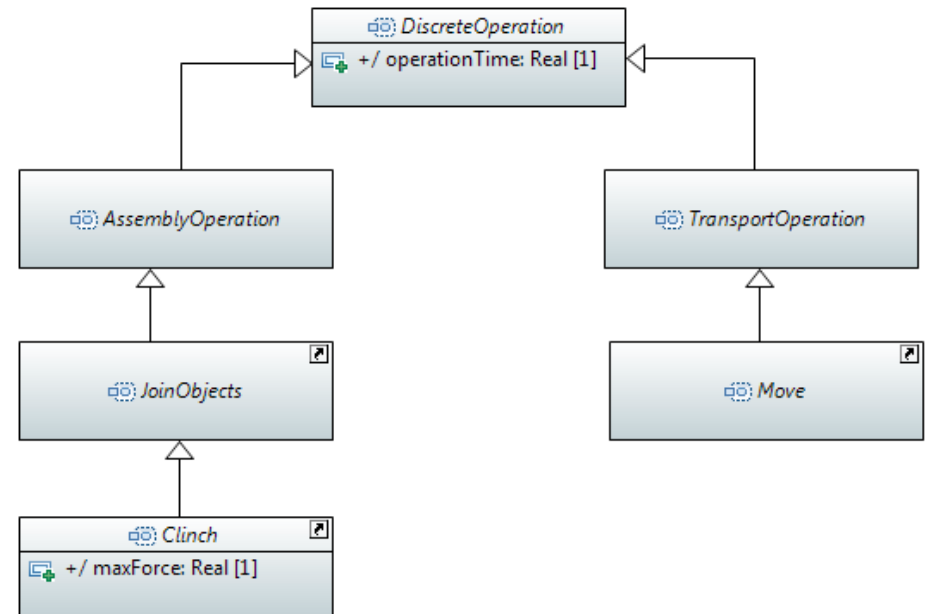 DiscreteOperation
+/ operationTime: Real [1]
AssemblyOperation
TransportOperation
JoinObjects
Move
Clinch
+/ maxForce: Real [1]